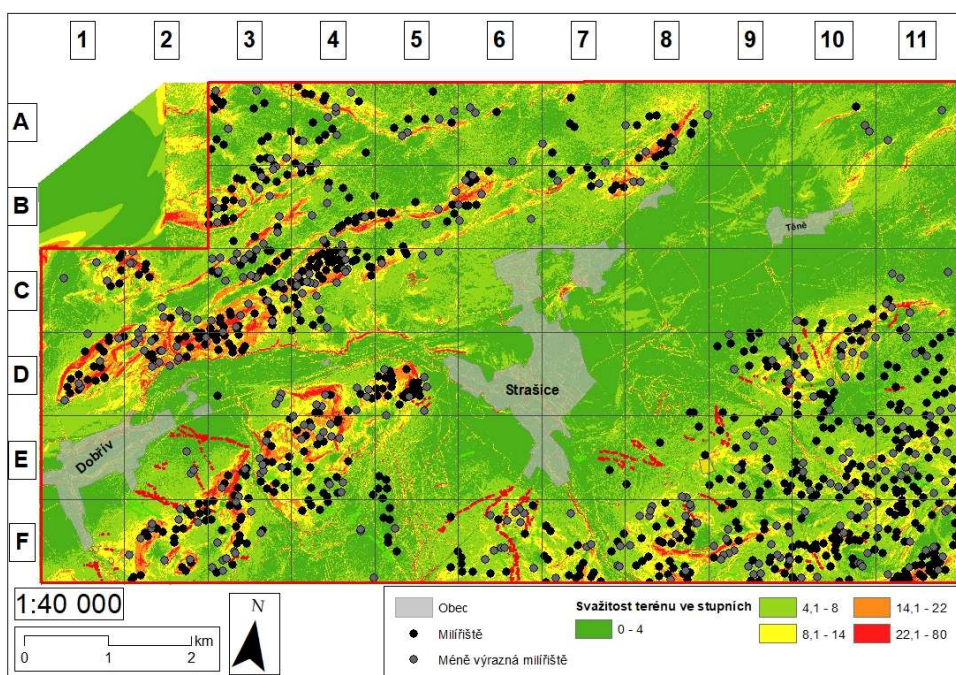 1 2 3 4 5 6 7 8 9 10 11
A
B
Těně
C
D
Strašice
E
Dobřív
F
1:40 000
N
km
0 1 2
Obec
Milířiště
Méně výrazná milířiště
Svažitost terénu ve stupních
0 - 4
4,1 - 8
8,1 - 14
14,1 - 22
22,1 - 80